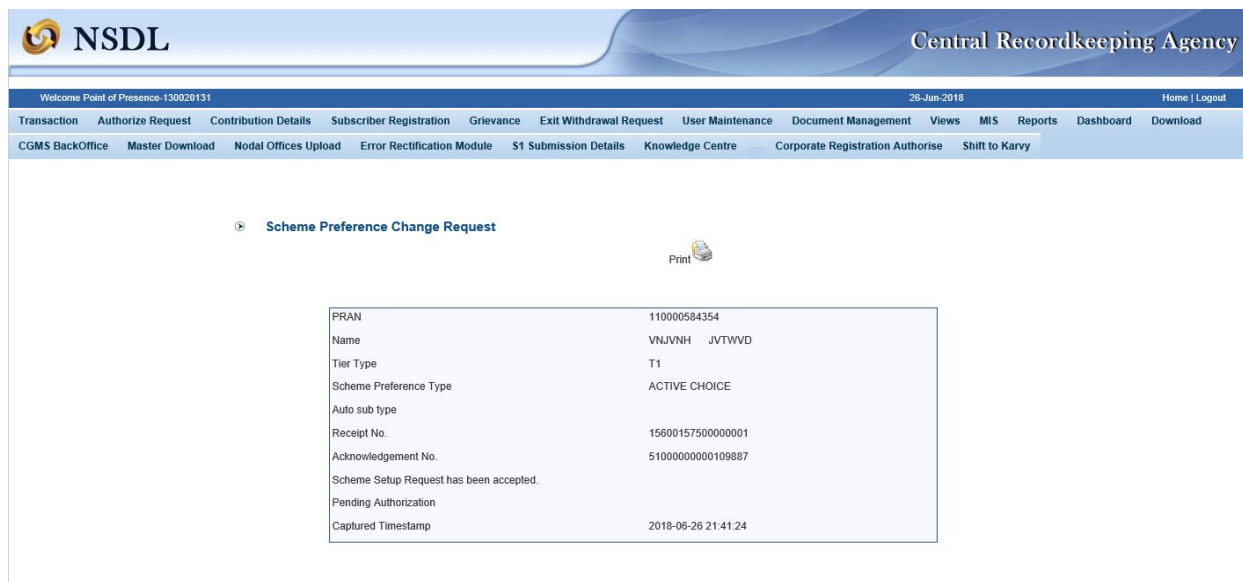 NSDL
Central Recordkeeping Agency
Welcome Point of Presence-130020131 26-Jun-2018 Home | Logout
Transaction Authorize Request Contribution Details Subscriber Registration Grievance Exit Withdrawal Request User Maintenance Document Management Views MIS Reports Dashboard Download
CGMS BackOffice Master Download Nodal Offices Upload Error Rectification Module S1 Submission Details Knowledge Centre Corporate Registration Authorise Shift to Karvy
Scheme Preference Change Request
Print
PRAN 110000584354
Name VNJVNH JVTWVD
Tier Type T1
Scheme Preference Type ACTIVE CHOICE
Auto sub type
Receipt No. 15600157500000001
Acknowledgement No. 51000000000109887
Scheme Setup Request has been accepted.
Pending Authorization
Captured Timestamp 2018-06-26 21:41:24